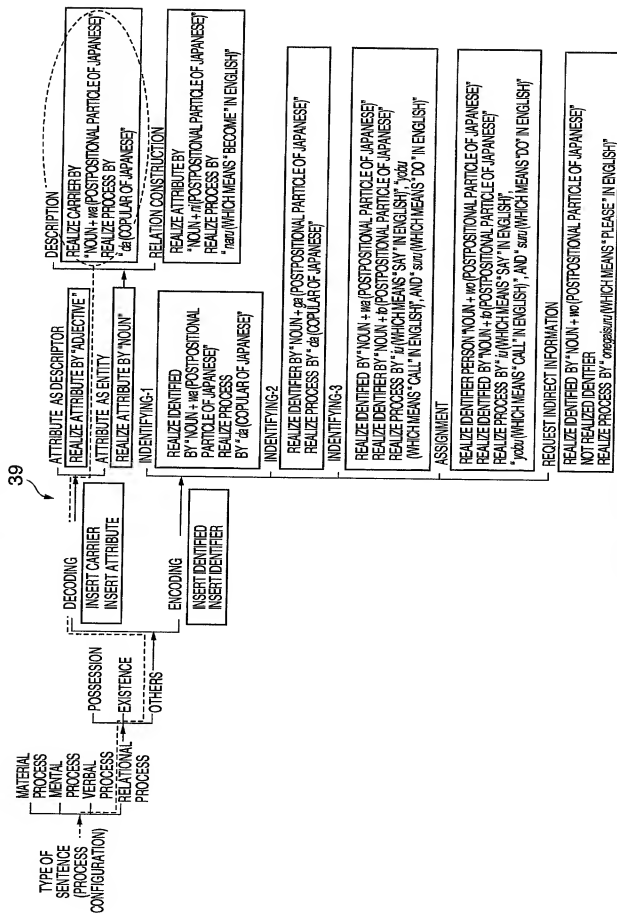 39
TYPE OF
SENTENCE
(PROCESS
CONFIGURATION)
MATERIAL
PROCESS
MENTAL
PROCESS
VERBAL
PROCESS
RELATIONAL
PROCESS
POSSESSION
EXISTENCE
OTHERS
DECODING
INSERT CARRIER
INSERT ATTRIBUTE
ENCODING
INSERT IDENTIFIED
INSERT IDENTIFIER
ATTRIBUTE AS DESCRIPTOR
REALIZE ATTRIBUTE BY "ADJECTIVE"
ATTRIBUTE AS ENTITY
REALIZE ATTRIBUTE BY "NOUN"
DESCRIPTION
REALIZE CARRIER BY
"NOUN + wa (POSTPOSITIONAL PARTICLE OF JAPANESE)"
REALIZE PROCESS BY
"da (COPULAR OF JAPANESE)"
RELATION CONSTRUCTION
REALIZE ATTRIBUTE BY
"NOUN + ni (POSTPOSITIONAL PARTICLE OF JAPANESE)"
REALIZE PROCESS BY
"naru (WHICH MEANS "BECOME" IN ENGLISH)"
INDENTIFYING-1
REALIZE IDENTIFIED
BY "NOUN + wa (POSTPOSITIONAL
PARTICLE OF JAPANESE)"
REALIZE PROCESS
BY "da (COPULAR OF JAPANESE)"
INDENTIFYING-2
REALIZE IDENTIFIER BY "NOUN + ga (POSTPOSITIONAL PARTICLE OF JAPANESE)"
REALIZE PROCESS BY "da (COPULAR OF JAPANESE)"
INDENTIFYING-3
REALIZE IDENTIFIED BY "NOUN + wa (POSTPOSITIONAL PARTICLE OF JAPANESE)"
REALIZE IDENTIFIER BY "NOUN + to (POSTPOSITIONAL PARTICLE OF JAPANESE)"
REALIZE PROCESS BY "iu (WHICH MEANS "SAY" IN ENGLISH)", "yobu
(WHICH MEANS "CALL" IN ENGLISH)", AND "suru (WHICH MEANS "DO" IN ENGLISH)"
ASSIGNMENT
REALIZE IDENTIFIER PERSON "NOUN + wo (POSTPOSITIONAL PARTICLE OF JAPANESE)"
REALIZE IDENTIFIED BY "NOUN + to (POSTPOSITIONAL PARTICLE OF JAPANESE)"
REALIZE PROCESS BY "iu (WHICH MEANS "SAY" IN ENGLISH)",
"yobu (WHICH MEANS "CALL" IN ENGLISH)", AND "suru (WHICH MEANS "DO" IN ENGLISH)"
REQUEST INDIRECT INFORMATION
REALIZE IDENTIFIED BY "NOUN + wo (POSTPOSITIONAL PARTICLE OF JAPANESE)"
NOT REALIZED IDENTIFIER
REALIZE PROCESS BY "onegaisuru (WHICH MEANS "PLEASE" IN ENGLISH)"